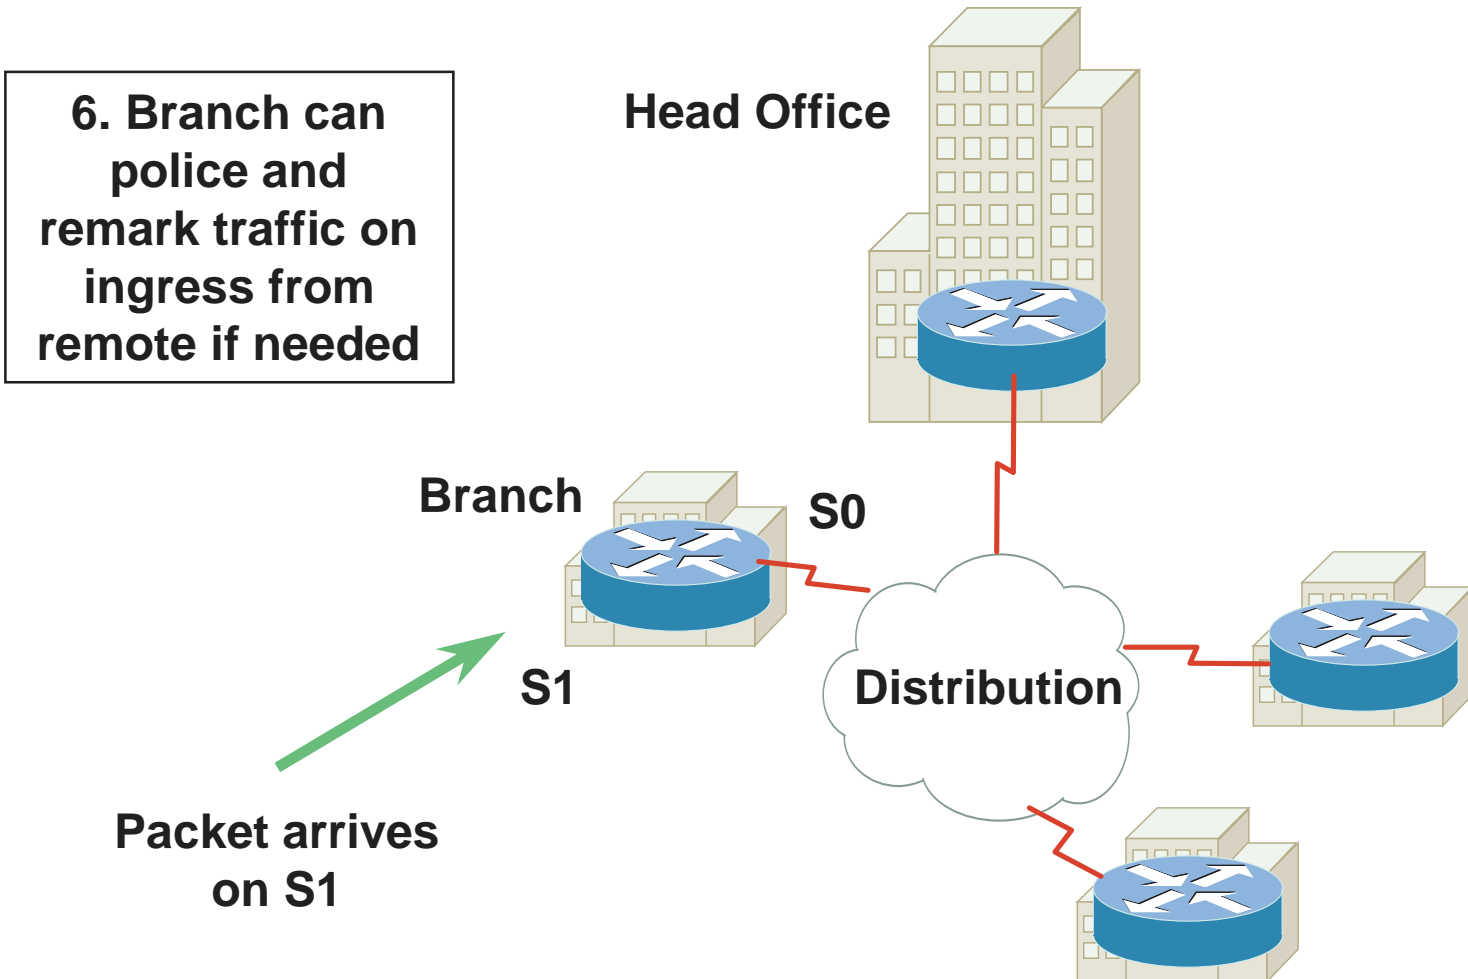 6. Branch can
police and
remark traffic on
ingress from
remote if needed
Head Office
Branch
S0
S1
Distribution
Packet arrives
on S1